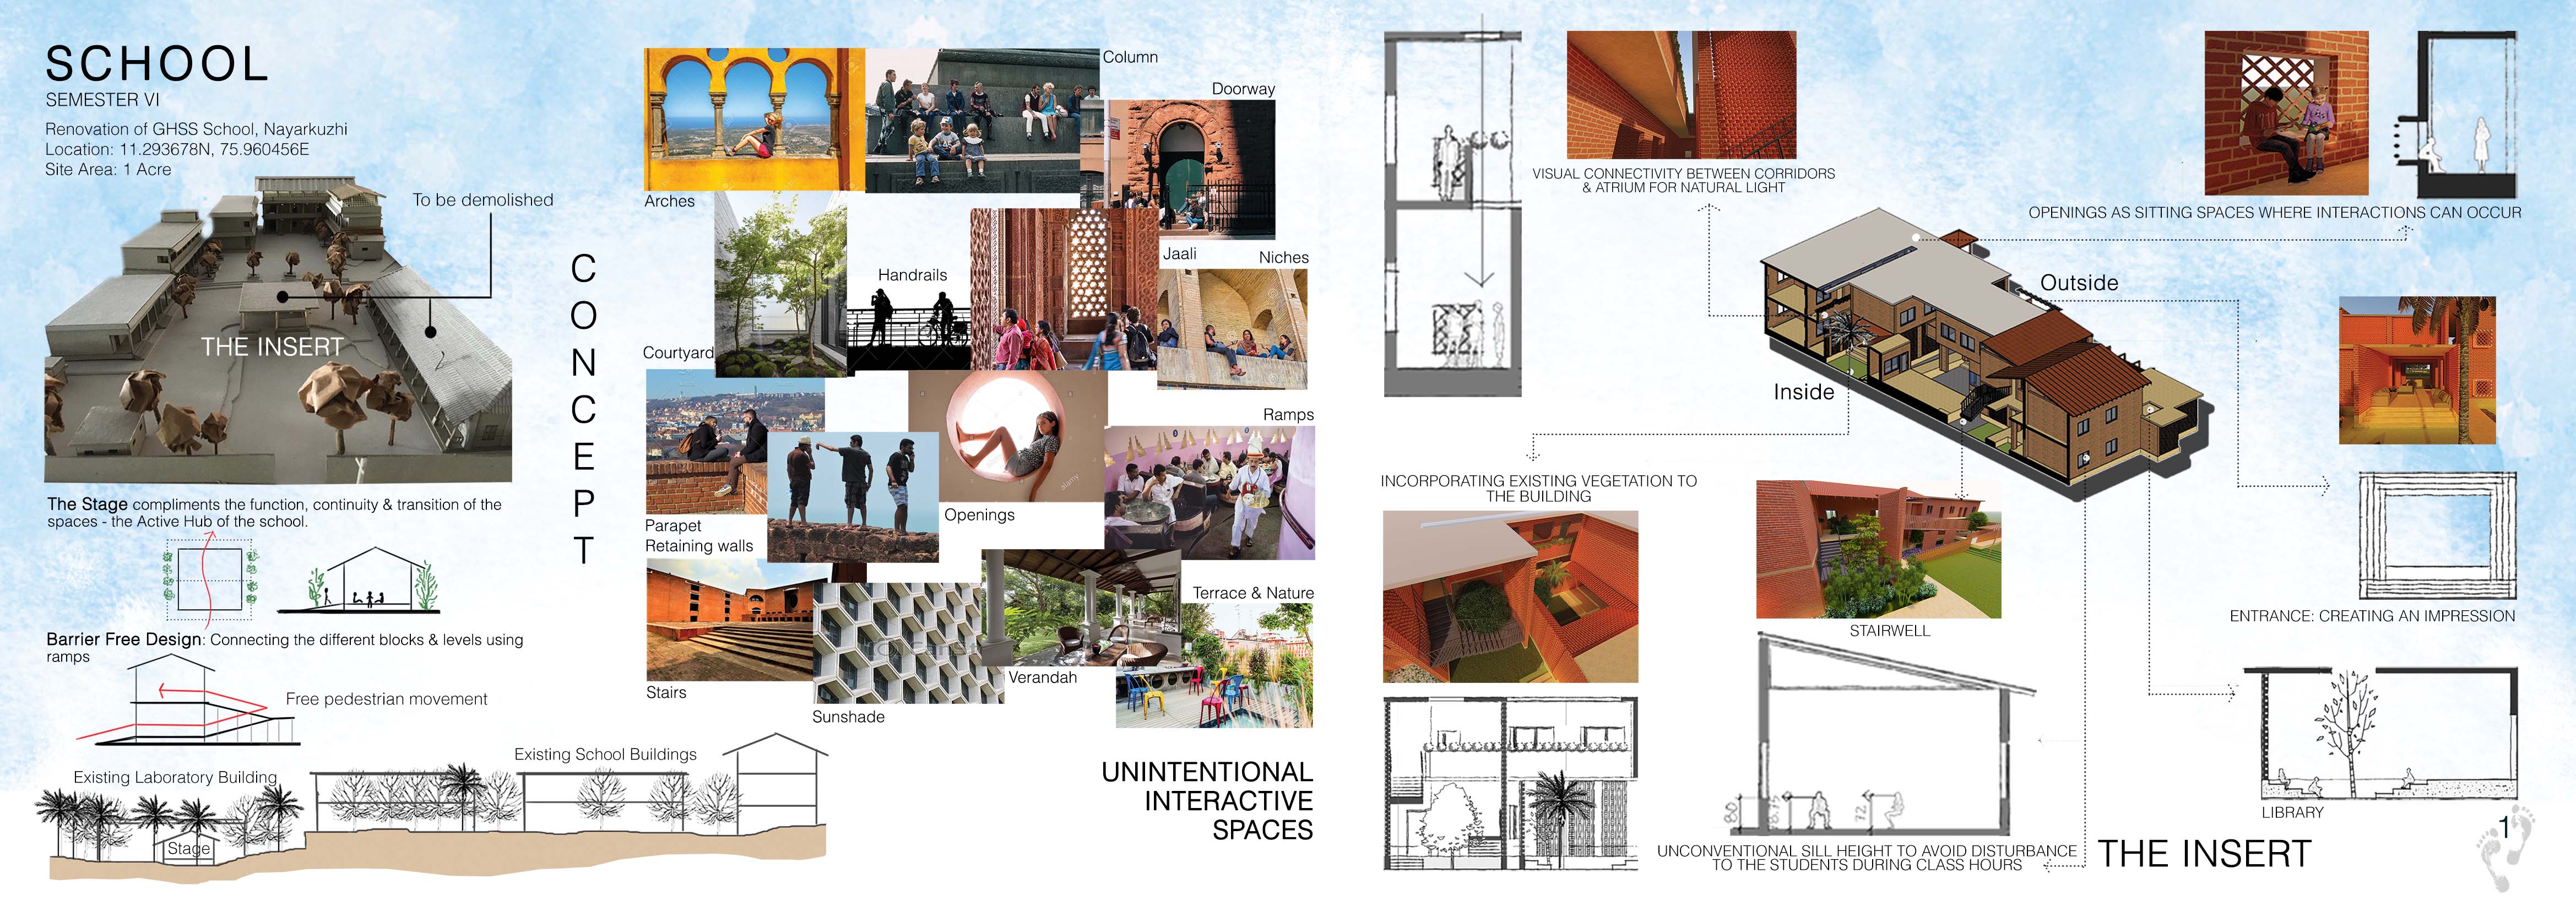 SCHOOL
SEMESTER VI
Renovation of GHSS School, Nayarkuzhi
Location: 11.293678N, 75.960456E
Site Area: 1 Acre
To be demolished
THE INSERT
The Stage compliments the function, continuity & transition of the
spaces - the Active Hub of the school.
Barrier Free Design: Connecting the different blocks & levels using
ramps
Free pedestrian movement
Existing School Buildings
Existing Laboratory Building
Stage
CONCEPT
Column
Doorway
Arches
Jaali
Niches
Handrails
Courtyard
Ramps
Openings
alamy
Parapet
Retaining walls
Terrace & Nature
Verandah
Stairs
Sunshade
UNINTENTIONAL
INTERACTIVE
SPACES
VISUAL CONNECTIVITY BETWEEN CORRIDORS
& ATRIUM FOR NATURAL LIGHT
OPENINGS AS SITTING SPACES WHERE INTERACTIONS CAN OCCUR
Outside
Inside
INCORPORATING EXISTING VEGETATION TO
THE BUILDING
STAIRWELL
ENTRANCE: CREATING AN IMPRESSION
LIBRARY
UNCONVENTIONAL SILL HEIGHT TO AVOID DISTURBANCE
TO THE STUDENTS DURING CLASS HOURS
THE INSERT
1